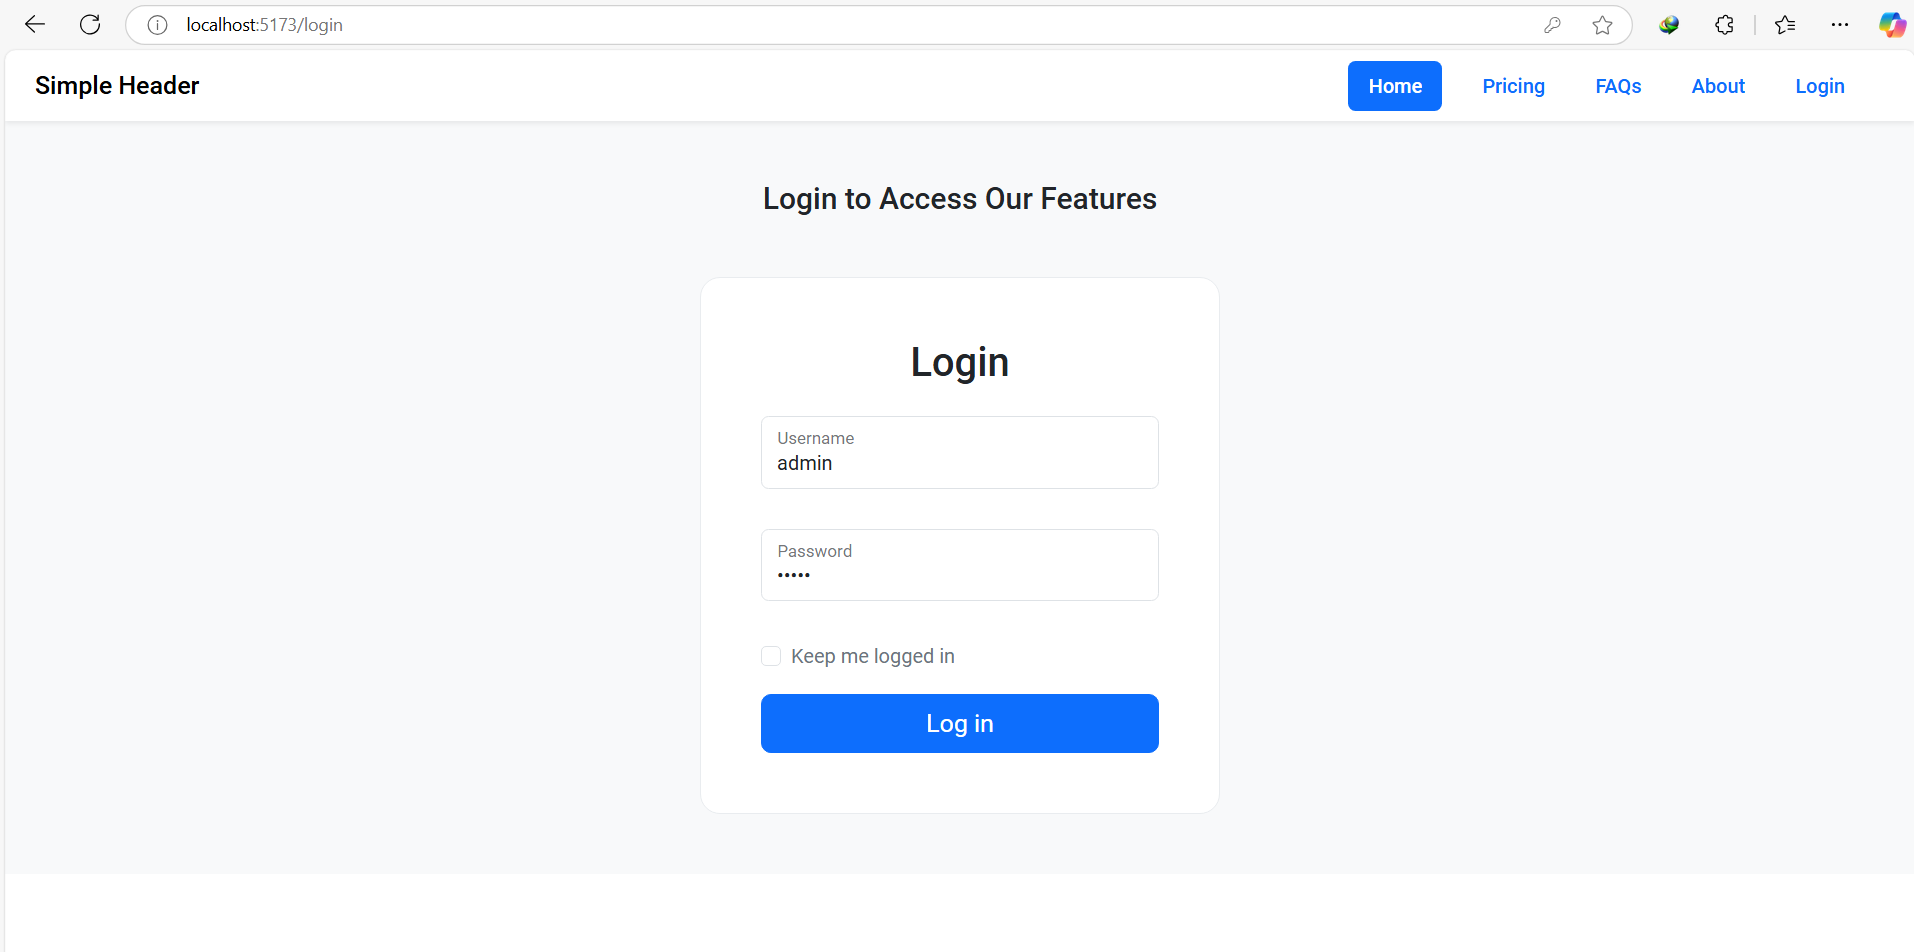 localhost:5173/login
Simple Header
Home Pricing FAQs About Login
Login to Access Our Features
Login
Username
admin
Password
•••••
Keep me logged in
Log in